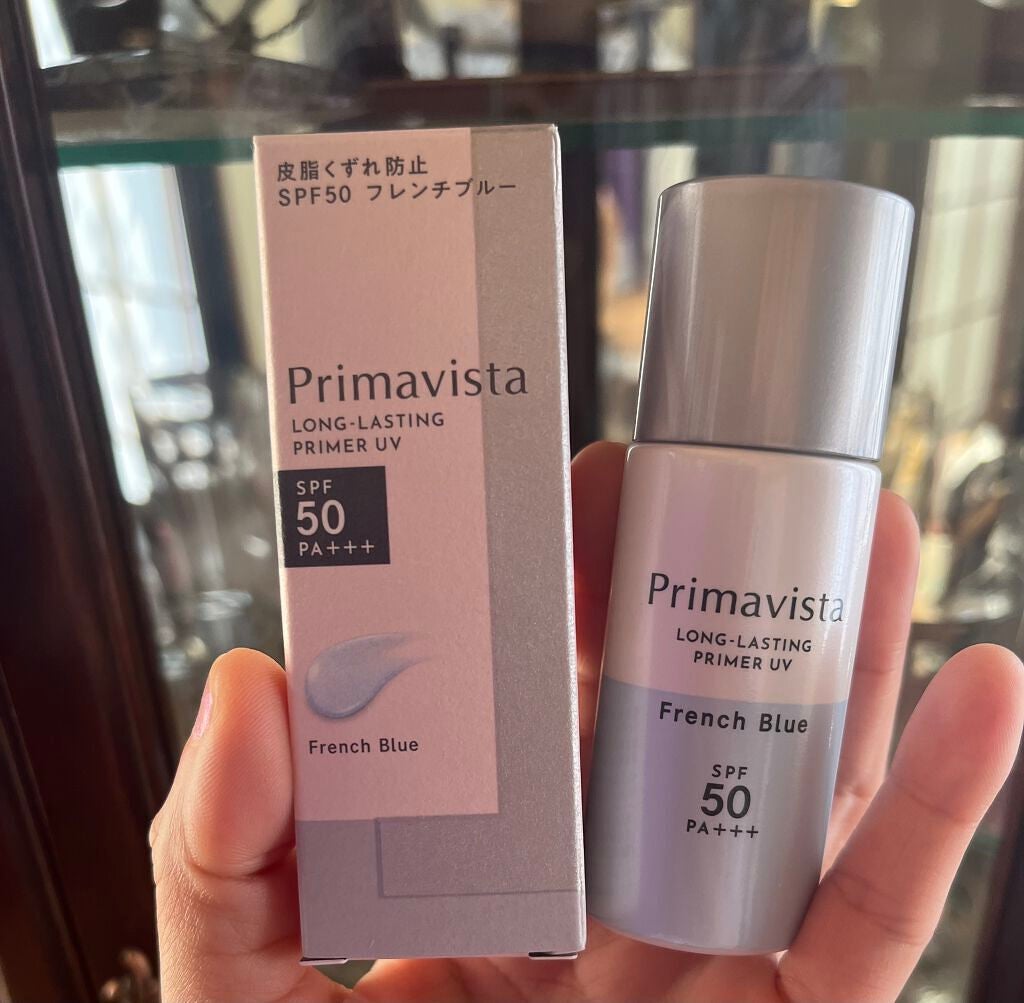 皮脂くずれ防止
SPF50 フレンチブルー
Primavista
LONG-LASTING
PRIMER UV
SPF
50
PA+++
French Blue
Primavista
LONG-LASTING
PRIMER UV
French Blue
SPF
50
PA+++